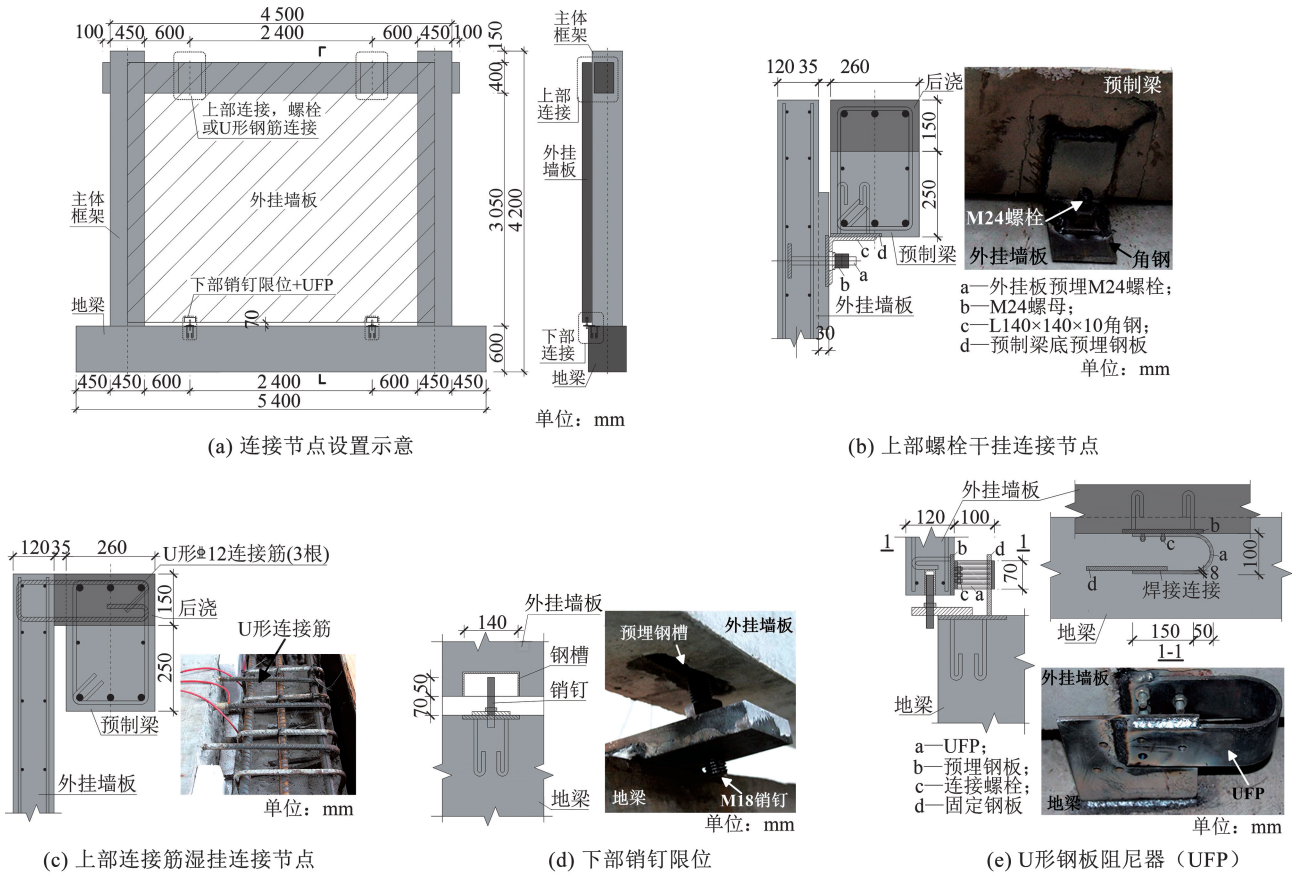 4 500
100 450 600 2 400 600 450 100
150
400
3 050
4 200
600
主体
框架
上部连接，螺栓
或U形钢筋连接
外挂墙板
主体
框架
下部销钉限位+UFP
70
地梁
450 450 600 2 400 600 450 450
5 400
主体
框架
上部
连接
外挂
墙板
下部
连接
地梁
单位：mm
(a) 连接节点设置示意
120 35 260
后浇
150
250
预制梁
c d
a
b
外挂墙板
30
预制梁
M24螺栓
外挂墙板
角钢
a—外挂板预埋M24螺栓；
b—M24螺母；
c—L140×140×10角钢；
d—预制梁底预埋钢板
单位：mm
(b) 上部螺栓干挂连接节点
120 35 260
U形⌽12连接筋(3根)
150
后浇
250
U形连接筋
预制梁
外挂墙板
单位：mm
(c) 上部连接筋湿挂连接节点
外挂墙板
140
钢槽
50
70
销钉
地梁
预埋钢槽
外挂墙板
地梁
M18销钉
单位：mm
(d) 下部销钉限位
外挂墙板
120 100
1 1
b d
70
c a
地梁
b
c
a
100
8
d
焊接连接
地梁
150 50
1-1
a—UFP；
b—预埋钢板；
c—连接螺栓；
d—固定钢板
外挂墙板
UFP
地梁
单位：mm
(e) U形钢板阻尼器（UFP）